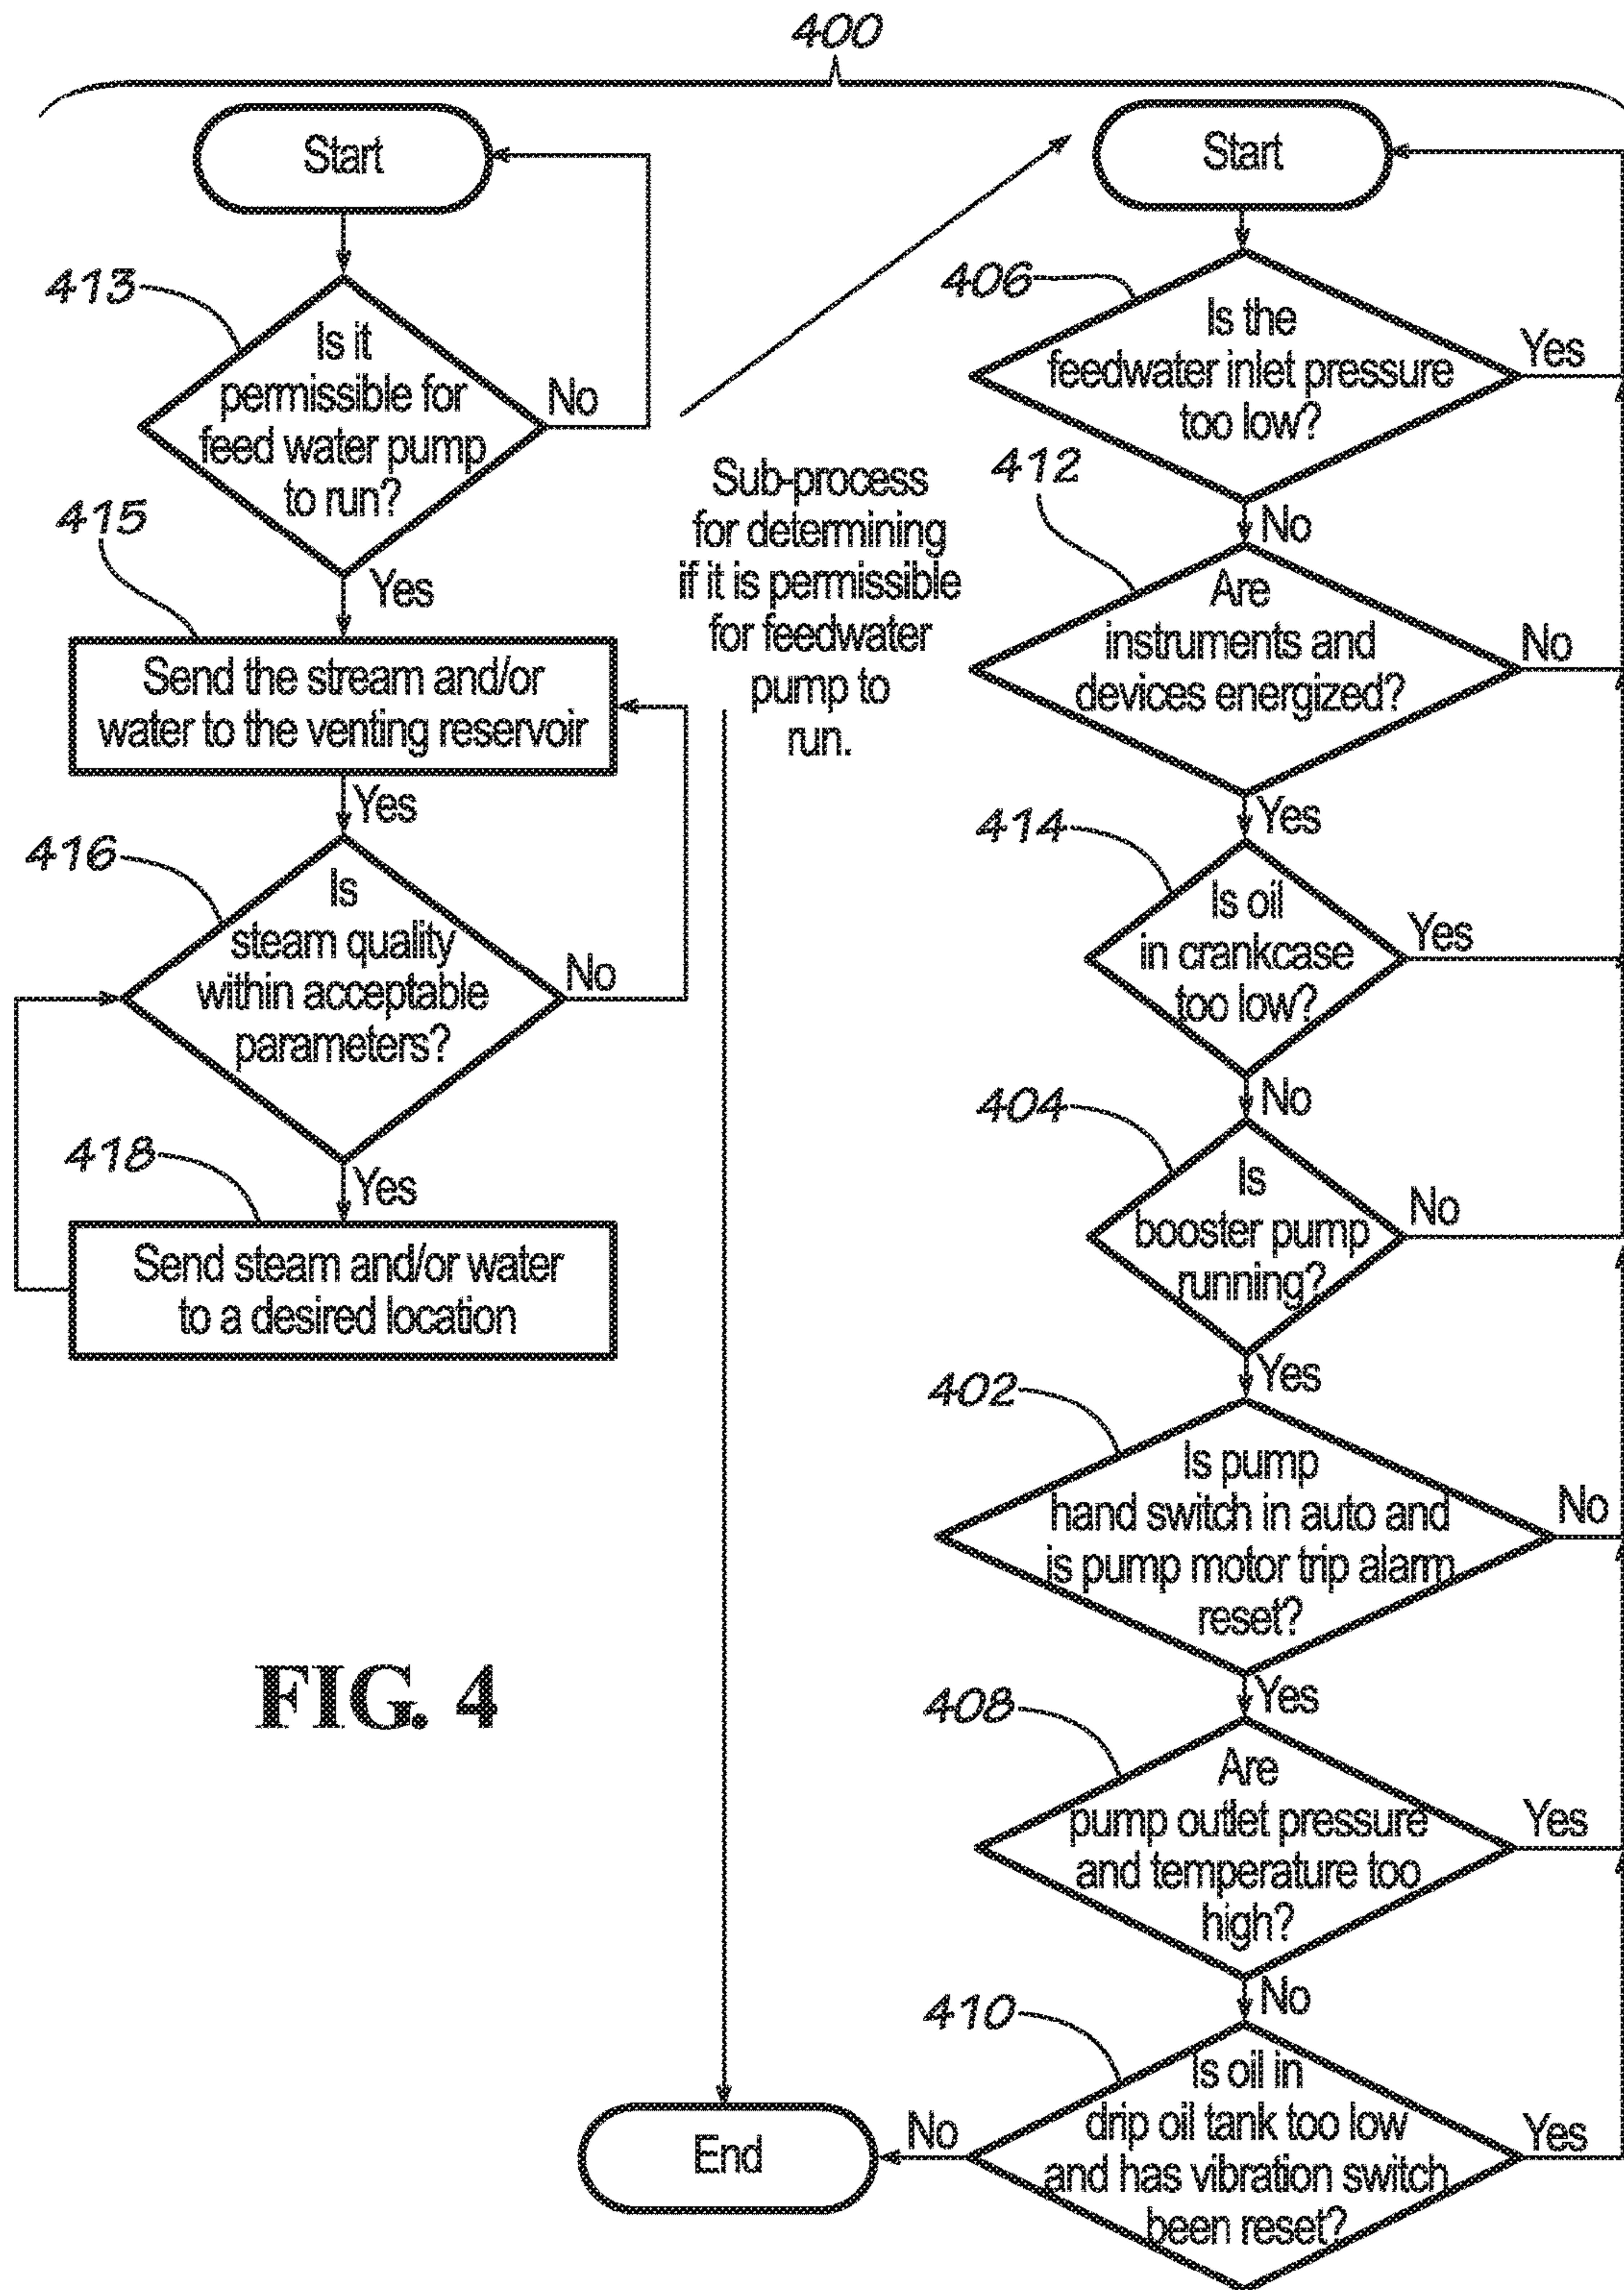 400
Start
413
Is it
permissible for
feed water pump
to run?
No
Yes
415
Send the stream and/or
water to the venting reservoir
Yes
416
Is
steam quality
within acceptable
parameters?
No
Yes
418
Send steam and/or water
to a desired location
FIG. 4
Sub-process
for determining
if it is permissible
for feedwater
pump to
run.
Start
406
Is the
feedwater inlet pressure
too low?
Yes
No
412
Are
instruments and
devices energized?
No
Yes
414
Is oil
in crankcase
too low?
Yes
No
404
Is
booster pump
running?
No
Yes
402
Is pump
hand switch in auto and
is pump motor trip alarm
reset?
No
Yes
408
Are
pump outlet pressure
and temperature too
high?
Yes
No
410
Is oil in
drip oil tank too low
and has vibration switch
been reset?
Yes
No
End